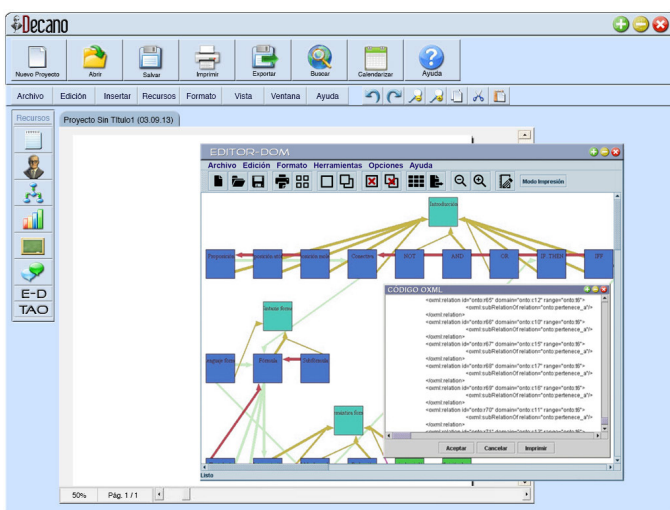 Decano
Nuevo Proyecto Abrir Salvar Imprimir Exportar Buscar Calendarizar Ayuda
Archivo Edición Insertar Recursos Formato Vista Ventana Ayuda
Recursos
Proyecto Sin Título1 (03.09.13)
EDITOR-DOM
Archivo Edición Formato Herramientas Opciones Ayuda
Modo Impresión
Introduccion
Proposicion Conectivo NOT AND OR IF_THEN IFF
E-D
TAO
CÓDIGO OXML
<oxml:relation id="onto:r65" domain="onto:c12" range="onto:t6">
<oxml:subRelationOf relation="onto:pertenece_a"/>
</oxml:relation>
<oxml:relation id="onto:r66" domain="onto:c10" range="onto:t6">
<oxml:subRelationOf relation="onto:pertenece_a"/>
</oxml:relation>
<oxml:relation id="onto:r67" domain="onto:c15" range="onto:t6">
<oxml:subRelationOf relation="onto:pertenece_a"/>
</oxml:relation>
<oxml:relation id="onto:r68" domain="onto:c17" range="onto:t6">
<oxml:subRelationOf relation="onto:pertenece_a"/>
</oxml:relation>
<oxml:relation id="onto:r69" domain="onto:c16" range="onto:t6">
<oxml:subRelationOf relation="onto:pertenece_a"/>
</oxml:relation>
<oxml:relation id="onto:r70" domain="onto:c11" range="onto:t6">
<oxml:subRelationOf relation="onto:pertenece_a"/>
</oxml:relation>
Formula Subformula
Aceptar Cancelar Imprimir
Listo
50% Pág. 1 / 1